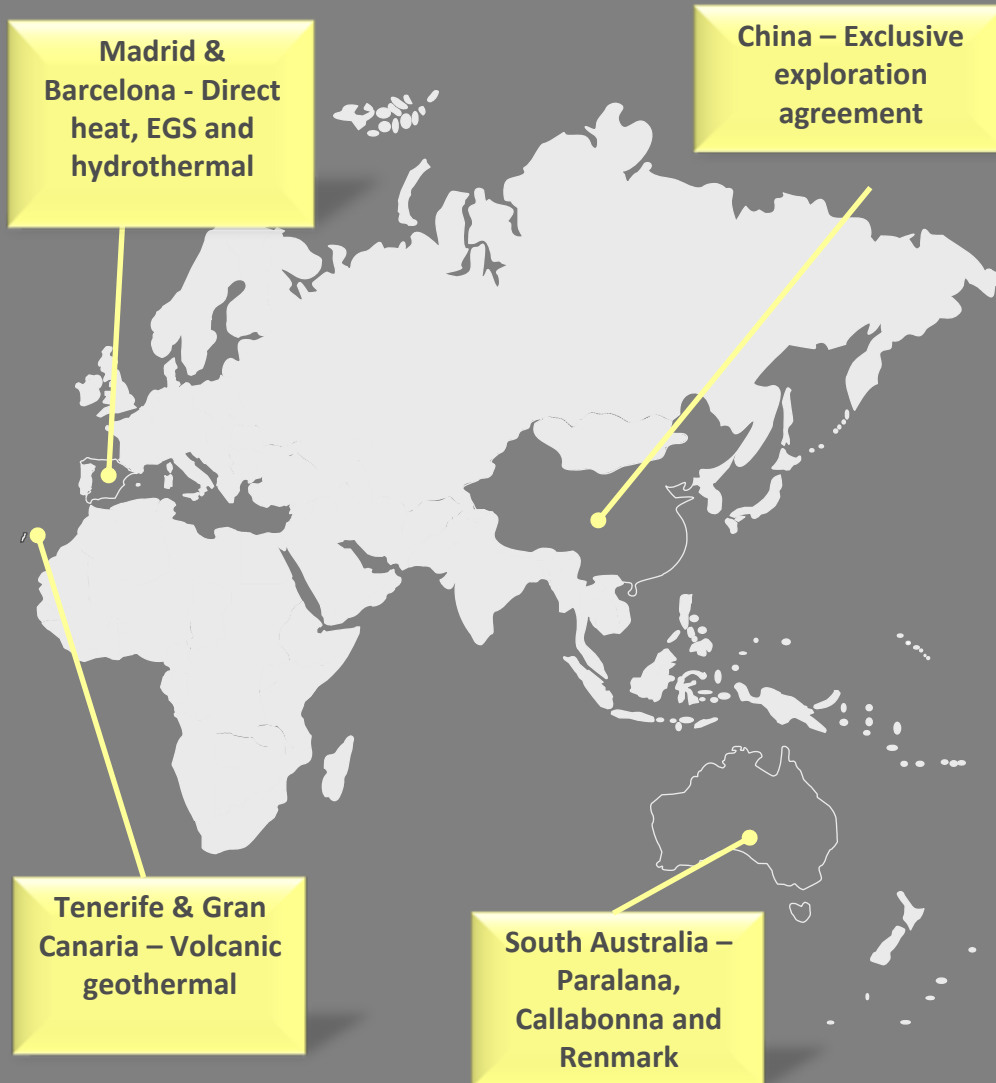 Madrid &
Barcelona - Direct
heat, EGS and
hydrothermal
China – Exclusive
exploration
agreement
Tenerife & Gran
Canaria – Volcanic
geothermal
South Australia –
Paralana,
Callabonna and
Renmark